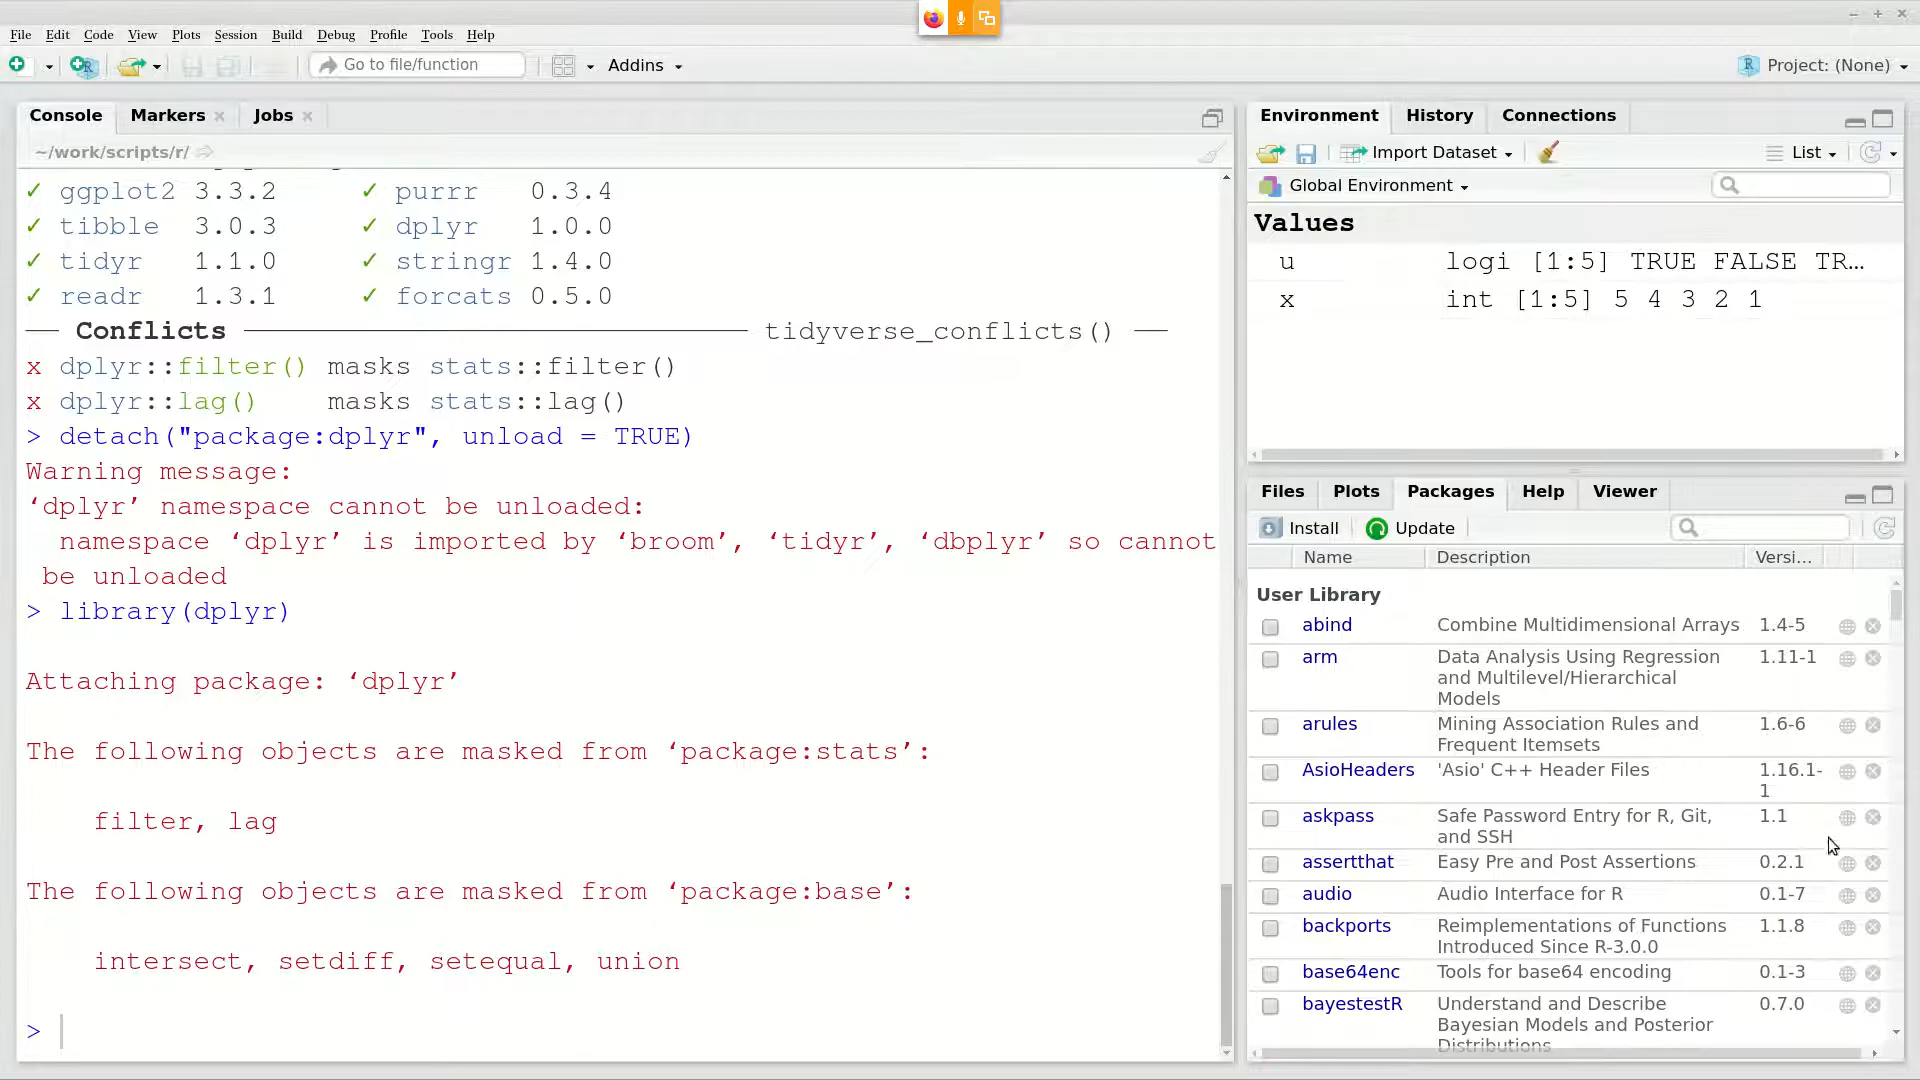 File Edit Code View Plots Session Build Debug Profile Tools Help
Go to file/function Addins Project: (None)
Console Markers Jobs
~/work/scripts/r/
✓ ggplot2 3.3.2 ✓ purrr 0.3.4
✓ tibble 3.0.3 ✓ dplyr 1.0.0
✓ tidyr 1.1.0 ✓ stringr 1.4.0
✓ readr 1.3.1 ✓ forcats 0.5.0
── Conflicts ────────── tidyverse_conflicts() ──
x dplyr::filter() masks stats::filter()
x dplyr::lag() masks stats::lag()
> detach("package:dplyr", unload = TRUE)
Warning message:
‘dplyr’ namespace cannot be unloaded:
namespace ‘dplyr’ is imported by ‘broom’, ‘tidyr’, ‘dbplyr’ so cannot
be unloaded
> library(dplyr)
Attaching package: ‘dplyr’
The following objects are masked from ‘package:stats’:
filter, lag
The following objects are masked from ‘package:base’:
intersect, setdiff, setequal, union
>
Environment History Connections
Import Dataset List
Global Environment
Values
u logi [1:5] TRUE FALSE TR...
x int [1:5] 5 4 3 2 1
Files Plots Packages Help Viewer
Install Update
Name Description Versi...
User Library
abind Combine Multidimensional Arrays 1.4-5
arm Data Analysis Using Regression 1.11-1
and Multilevel/Hierarchical
Models
arules Mining Association Rules and 1.6-6
Frequent Itemsets
AsioHeaders 'Asio' C++ Header Files 1.16.1-
1
askpass Safe Password Entry for R, Git, 1.1
and SSH
assertthat Easy Pre and Post Assertions 0.2.1
audio Audio Interface for R 0.1-7
backports Reimplementations of Functions 1.1.8
Introduced Since R-3.0.0
base64enc Tools for base64 encoding 0.1-3
bayestestR Understand and Describe 0.7.0
Bayesian Models and Posterior
Distributions